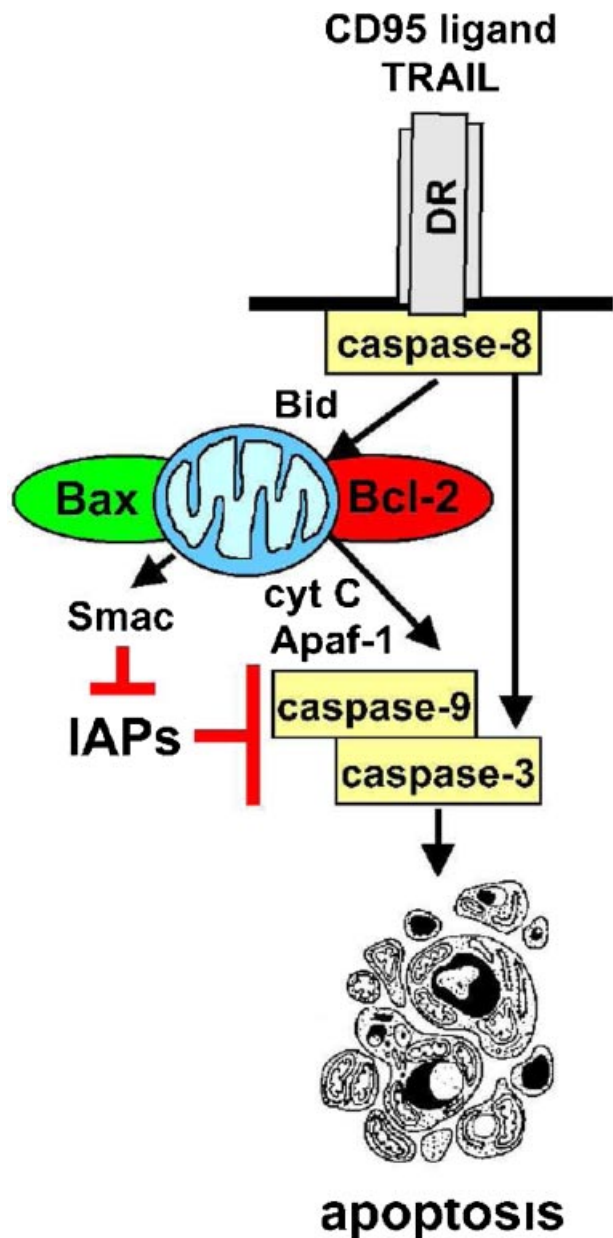 CD95 ligand
TRAIL
DR
caspase-8
Bid
Bax
Bcl-2
cyt C
Smac
Apaf-1
caspase-9
IAPs
caspase-3
apoptosis